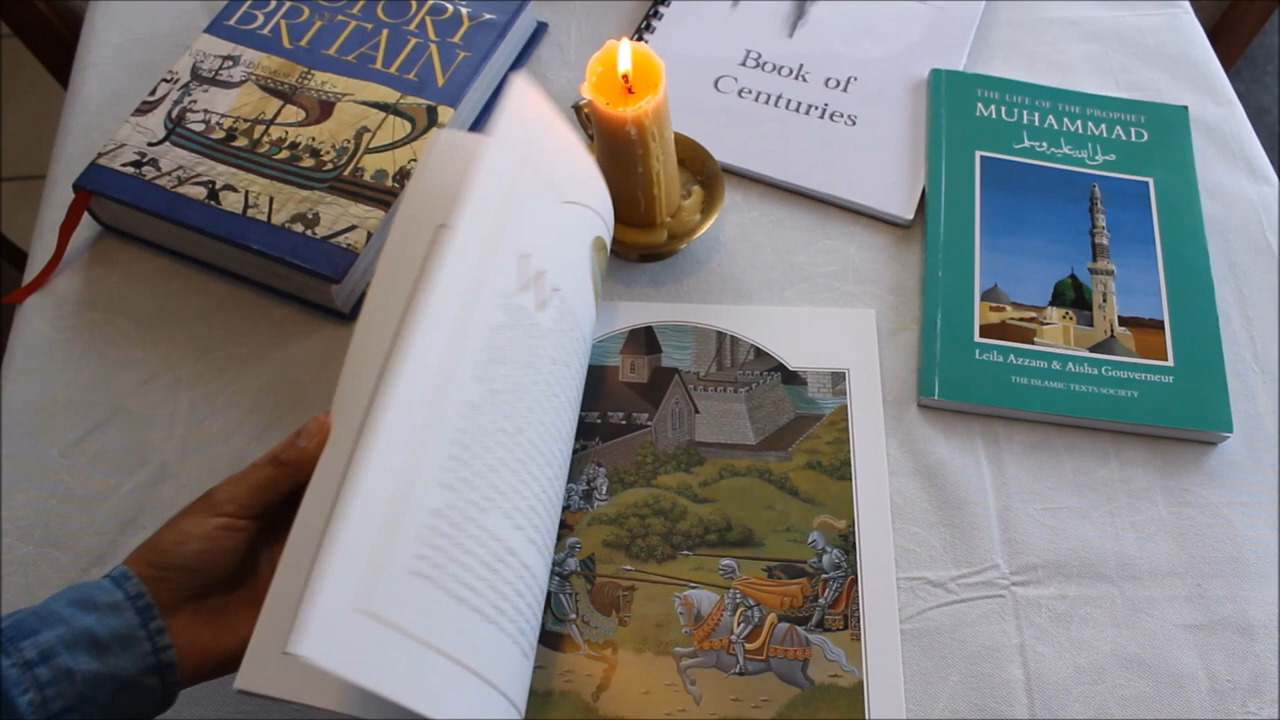 STORY
BRITAIN
Book of
Centuries
THE LIFE OF THE PROPHET
MUHAMMAD
صلى الله عليه وسلم
Leila Azzam & Aisha Gouverneur
THE ISLAMIC TEXTS SOCIETY